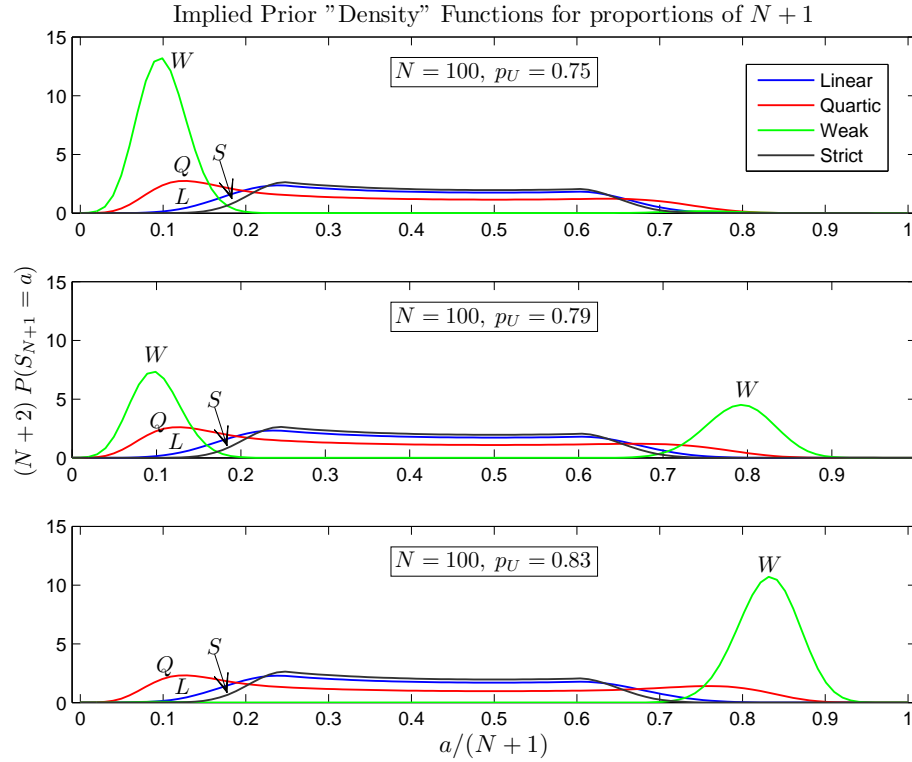 Implied Prior "Density" Functions for proportions of N + 1
15
10
5
0
W
N = 100, p_U = 0.75
Linear
Quartic
Weak
Strict
S
Q
L
0 0.1 0.2 0.3 0.4 0.5 0.6 0.7 0.8 0.9 1
(N + 2) P(S_{N+1} = a)
15
10
5
0
N = 100, p_U = 0.79
W
S
W
Q
L
0 0.1 0.2 0.3 0.4 0.5 0.6 0.7 0.8 0.9
15
10
5
0
N = 100, p_U = 0.83
W
S
Q
L
0 0.1 0.2 0.3 0.4 0.5 0.6 0.7 0.8 0.9 1
a/(N + 1)